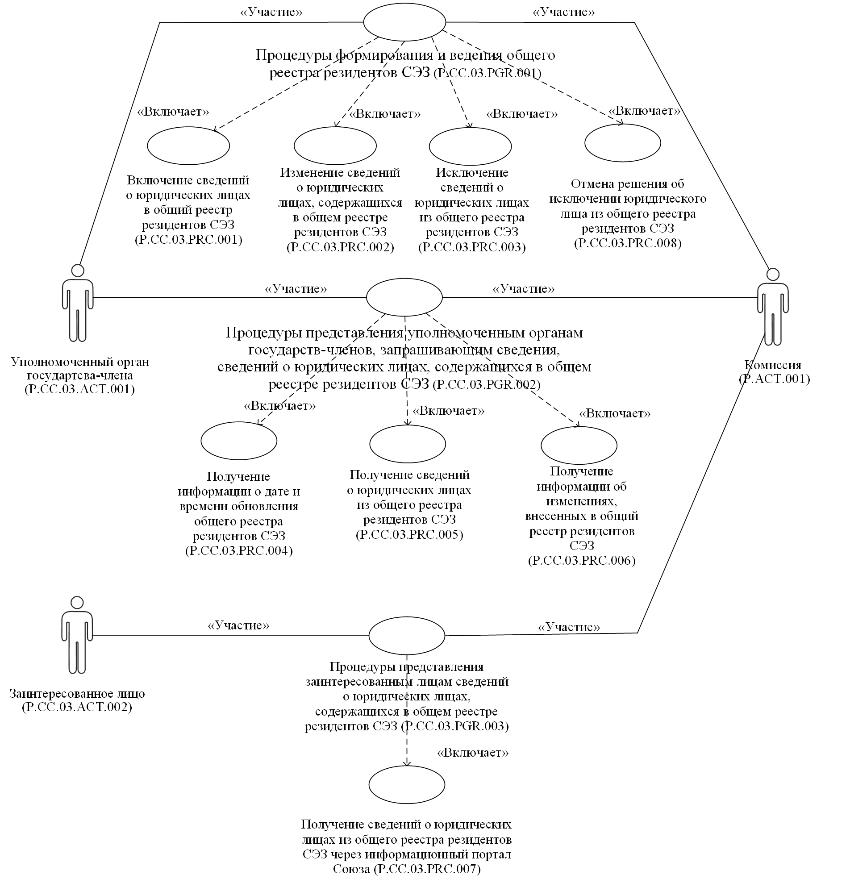 «Участие»
«Участие»
Процедуры формирования и ведения общего
реестра резидентов СЭЗ (P.CC.03.PGR.001)
«Включает»
«Включает»
«Включает»
«Включает»
Включение сведений
о юридических лицах
в общий реестр
резидентов СЭЗ
(P.CC.03.PRC.001)
Изменение сведений
о юридических
лицах, содержащихся
в общем реестре
резидентов СЭЗ
(P.CC.03.PRC.002)
Исключение
сведений о
юридических лицах
из общего реестра
резидентов СЭЗ
(P.CC.03.PRC.003)
Отмена решения об
исключении юридического
лица из общего реестра
резидентов СЭЗ
(P.CC.03.PRC.008)
«Участие»
«Участие»
Уполномоченный орган
государтсва-члена
(P.CC.03.ACT.001)
Комиссия
(P.ACT.001)
Процедуры представления уполномоченным органам
государств-членов, запрашивающим сведения,
сведений о юридических лицах, содержащихся в общем
реестре резидентов СЭЗ (P.CC.03.PGR.002)
«Включает»
«Включает»
«Включает»
Получение
информации о дате и
времени обновления
общего реестра
резидентов СЭЗ
(P.CC.03.PRC.004)
Получение сведений
о юридических лицах
из общего реестра
резидентов СЭЗ
(P.CC.03.PRC.005)
Получение
информации об
изменениях,
внесенных в общий
реестр резидентов
СЭЗ
(P.CC.03.PRC.006)
«Участие»
«Участие»
Заинтересованное лицо
(P.CC.03.ACT.002)
Процедуры представления
заинтересованным лицам сведений
о юридических лицах,
содержащихся в общем реестре
резидентов СЭЗ (P.CC.03.PGR.003)
«Включает»
Получение сведений о юридических
лицах из общего реестра резидентов
СЭЗ через информационный портал
Союза (P.CC.03.PRC.007)